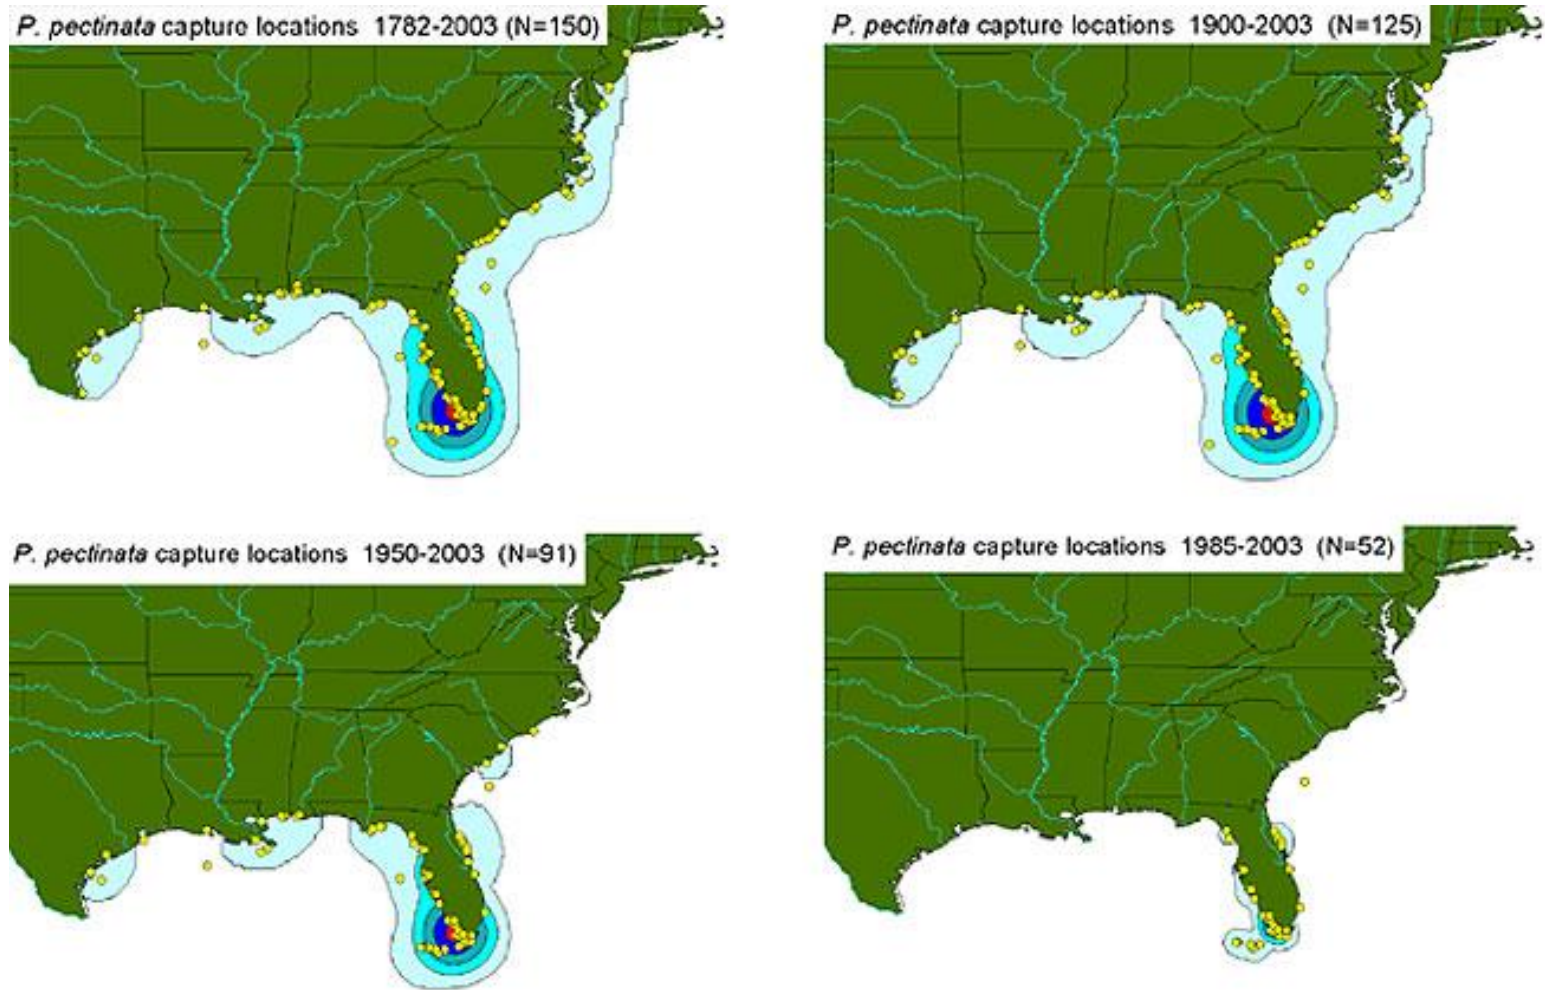 P. pectinata capture locations 1782-2003 (N=150)
P. pectinata capture locations 1900-2003 (N=125)
P. pectinata capture locations 1950-2003 (N=91)
P. pectinata capture locations 1985-2003 (N=52)